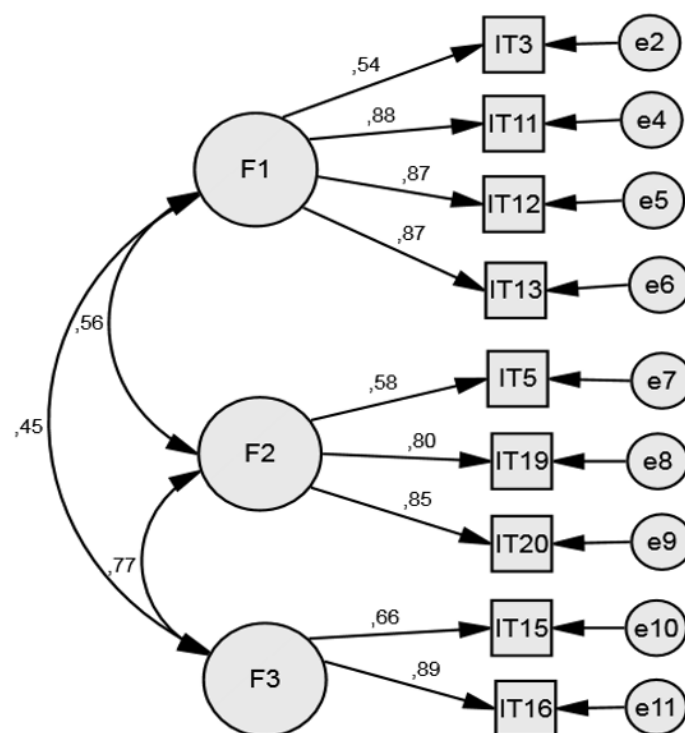 IT3
e2
,54
IT11
e4
,88
F1
,87
IT12
e5
,87
IT13
e6
,56
IT5
e7
,58
,45
F2
,80
IT19
e8
,85
IT20
e9
,77
,66
IT15
e10
F3
,89
IT16
e11